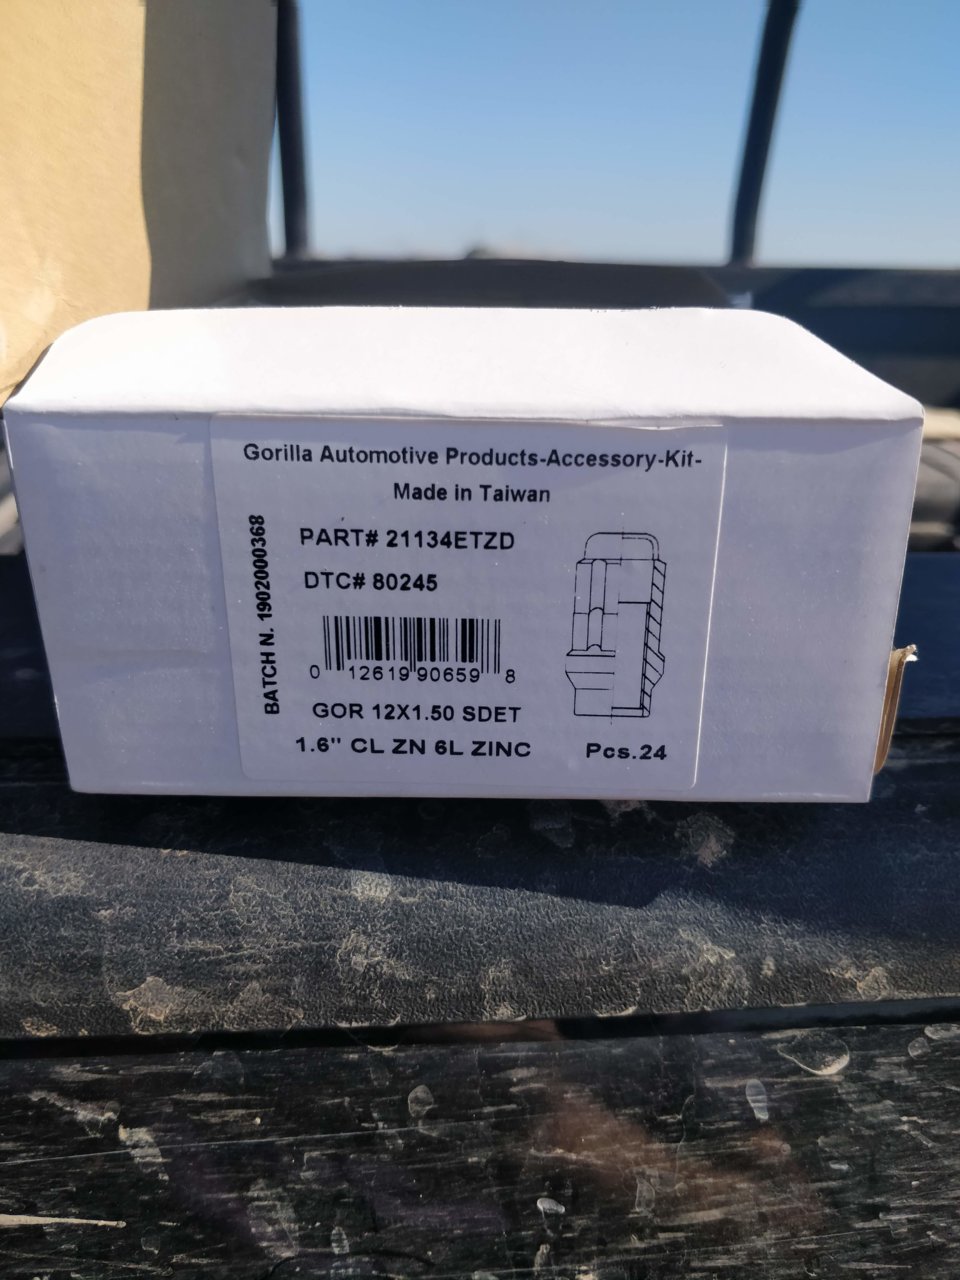 Gorilla Automotive Products-Accessory-Kit-
Made in Taiwan
BATCH N. 1902000368
PART# 21134ETZD
DTC# 80245
0 12619 90659 8
GOR 12X1.50 SDET
1.6" CL ZN 6L ZINC
Pcs.24